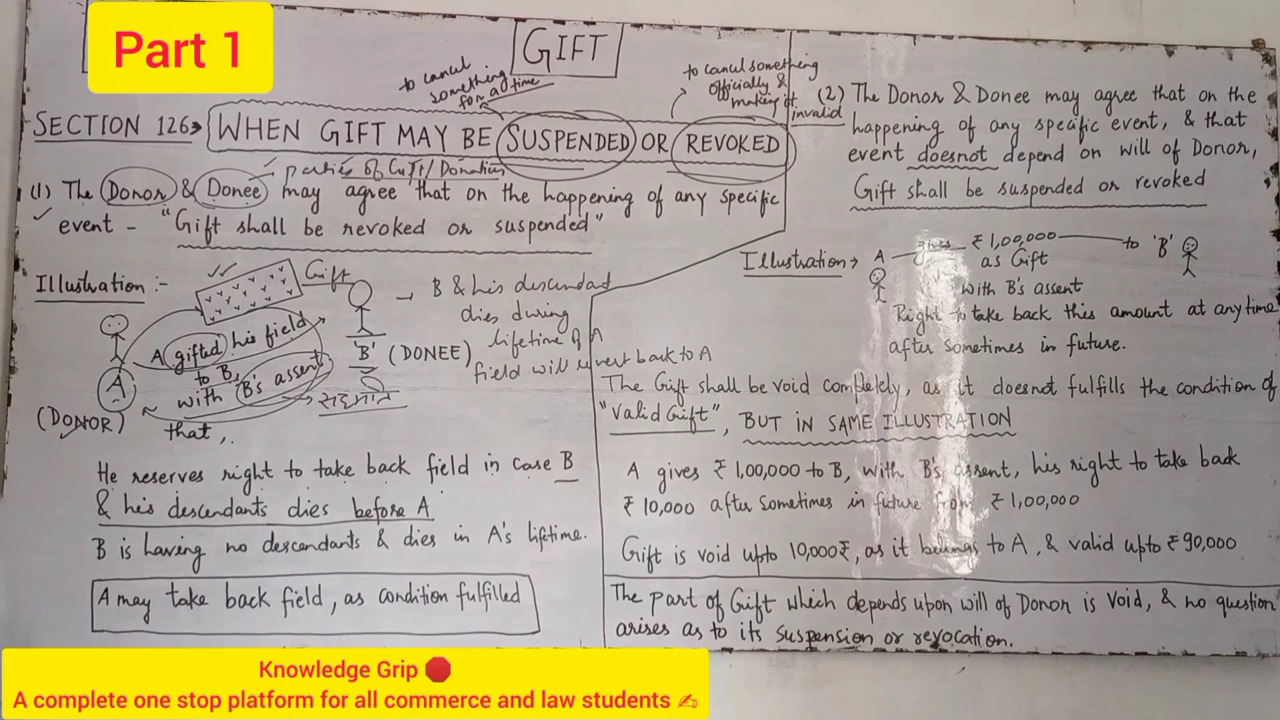 Part 1
GIFT
to cancel
something
for a time
to cancel something
officially &
making it
invalid
SECTION 126→ WHEN GIFT MAY BE SUSPENDED OR REVOKED
parties of Gift/Donation
(1) The Donor & Donee may agree that on the happening of any specific
event - "Gift shall be revoked or suspended"
Illustration :-
Gift
A gifted his field
to B,
with B's assent
सहमति
that,
A
(DONOR)
'B' (DONEE)
→ B & his descendant
dies during
lifetime of A
field will revert back to A
He reserves right to take back field in case B
& his descendants dies before A
B is having no descendants & dies in A's lifetime.
A may take back field, as condition fulfilled
(2) The Donor & Donee may agree that on the
happening of any specific event, & that
event doesnot depend on will of Donor,
Gift shall be suspended or revoked
Illustration → A gives ₹ 1,00,000 to 'B'
as Gift
with B's assent
Right to take back this amount at anytime
after sometimes in future.
The Gift shall be void completely, as it doesnot fulfills the condition of
"Valid Gift", BUT IN SAME ILLUSTRATION
A gives ₹ 1,00,000 to B, with B's assent, his right to take back
₹ 10,000 after sometimes in future from ₹ 1,00,000
Gift is void upto 10,000₹, as it belongs to A, & valid upto ₹ 90,000
The part of Gift which depends upon will of Donor is void, & no question
arises as to its suspension or revocation.
Knowledge Grip 🛑
A complete one stop platform for all commerce and law students ✍